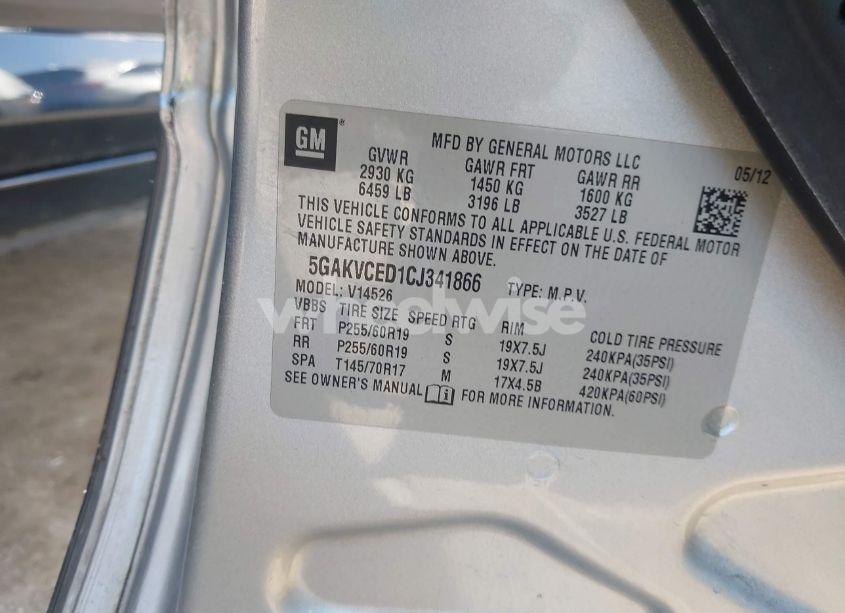 GM
®
MFD BY GENERAL MOTORS LLC
05/12
GVWR GAWR FRT GAWR RR
2930 KG 1450 KG 1600 KG
6459 LB 3196 LB 3527 LB
THIS VEHICLE CONFORMS TO ALL APPLICABLE U.S. FEDERAL MOTOR
VEHICLE SAFETY STANDARDS IN EFFECT ON THE DATE OF
MANUFACTURE SHOWN ABOVE.
5GAKVCED1CJ341866 TYPE: M.P.V.
MODEL: V14526
VBBS TIRE SIZE SPEED RTG RIM COLD TIRE PRESSURE
FRT P255/60R19 S 19X7.5J 240KPA(35PSI)
RR P255/60R19 S 19X7.5J 240KPA(35PSI)
SPA T145/70R17 M 17X4.5B 420KPA(60PSI)
SEE OWNER'S MANUAL i FOR MORE INFORMATION.